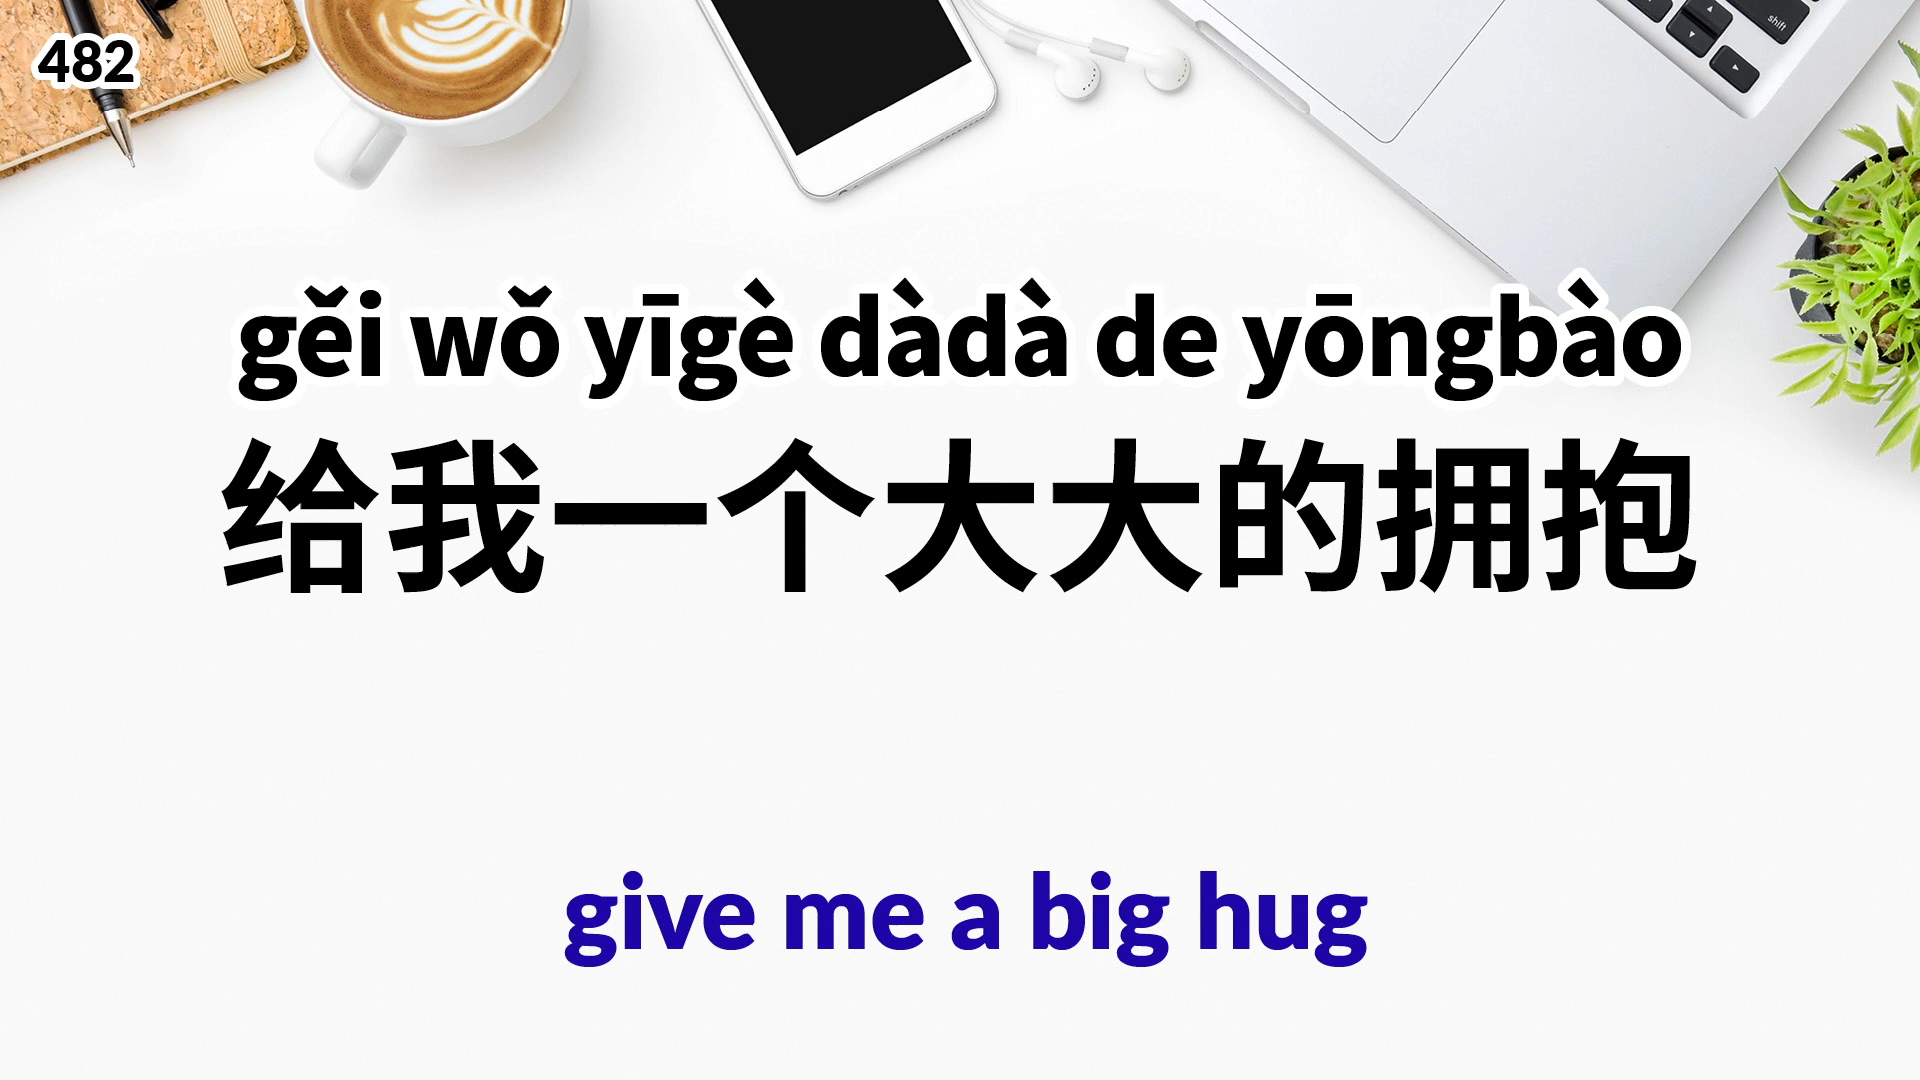 482
shift
gěi wǒ yīgè dàdà de yōngbào
给我一个大大的拥抱
give me a big hug